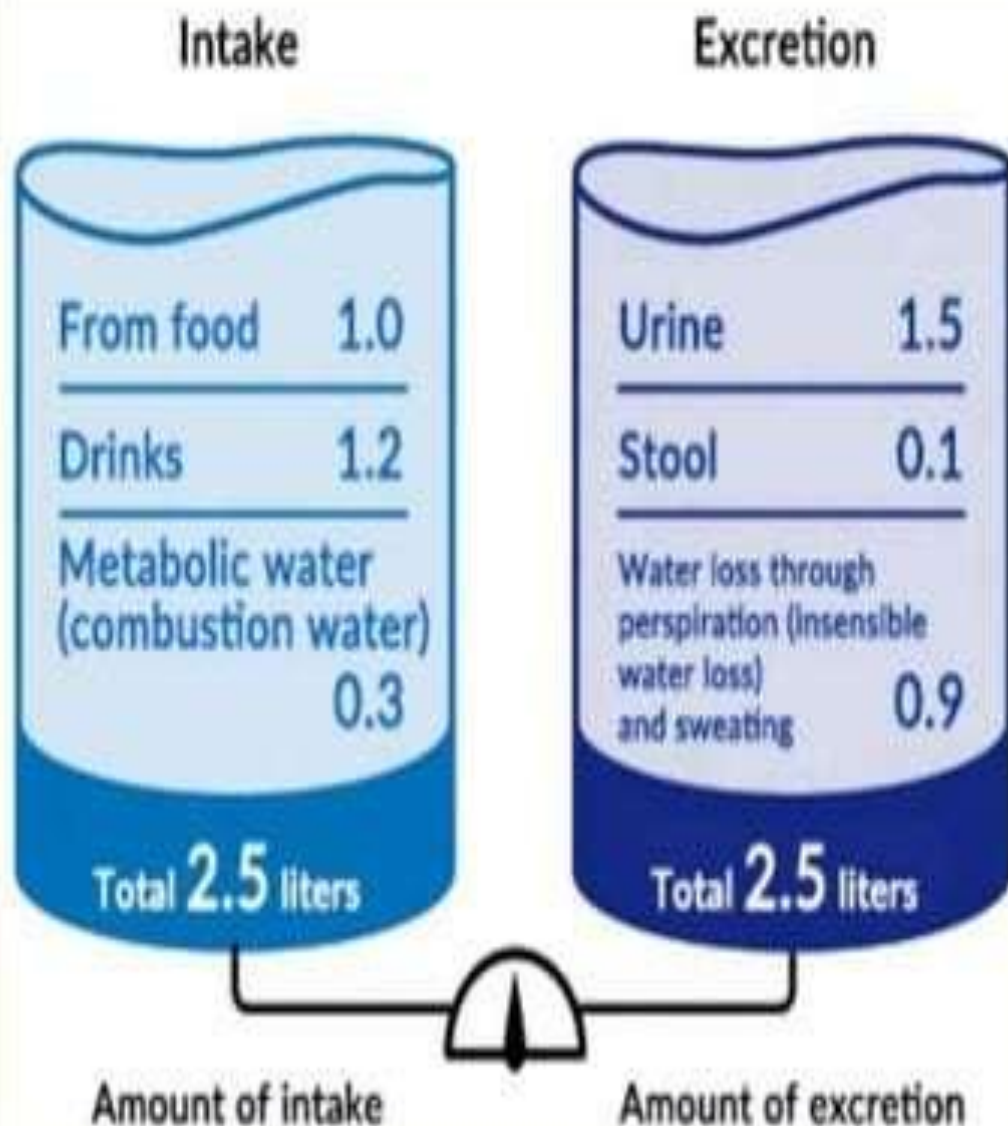 Intake
From food 1.0
Drinks 1.2
Metabolic water
(combustion water)
0.3
Total 2.5 liters
Amount of intake
Excretion
Urine 1.5
Stool 0.1
Water loss through
perspiration (insensible
water loss)
and sweating 0.9
Total 2.5 liters
Amount of excretion